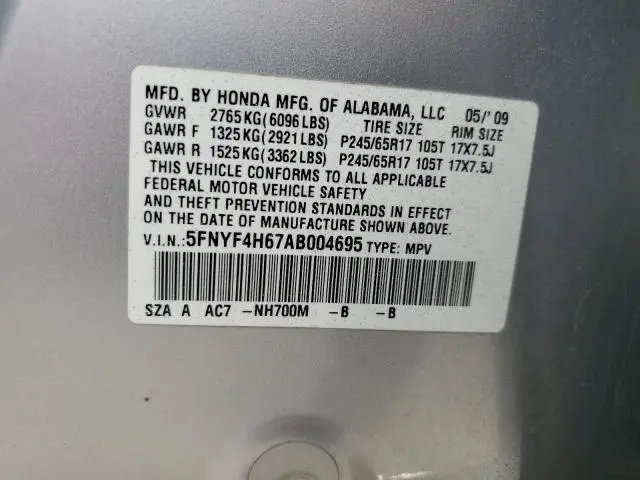 MFD. BY HONDA MFG. OF ALABAMA, LLC 05/'09
GVWR 2765KG(6096LBS) TIRE SIZE RIM SIZE
GAWR F 1325KG(2921LBS) P245/65R17 105T 17X7.5J
GAWR R 1525KG(3362LBS) P245/65R17 105T 17X7.5J
THIS VEHICLE CONFORMS TO ALL APPLICABLE
FEDERAL MOTOR VEHICLE SAFETY
AND THEFT PREVENTION STANDARDS IN EFFECT
ON THE DATE OF MANUFACTURE SHOWN ABOVE.
V.I.N.:5FNYF4H67AB004695 TYPE: MPV
SZA A AC7 -NH700M -B -B